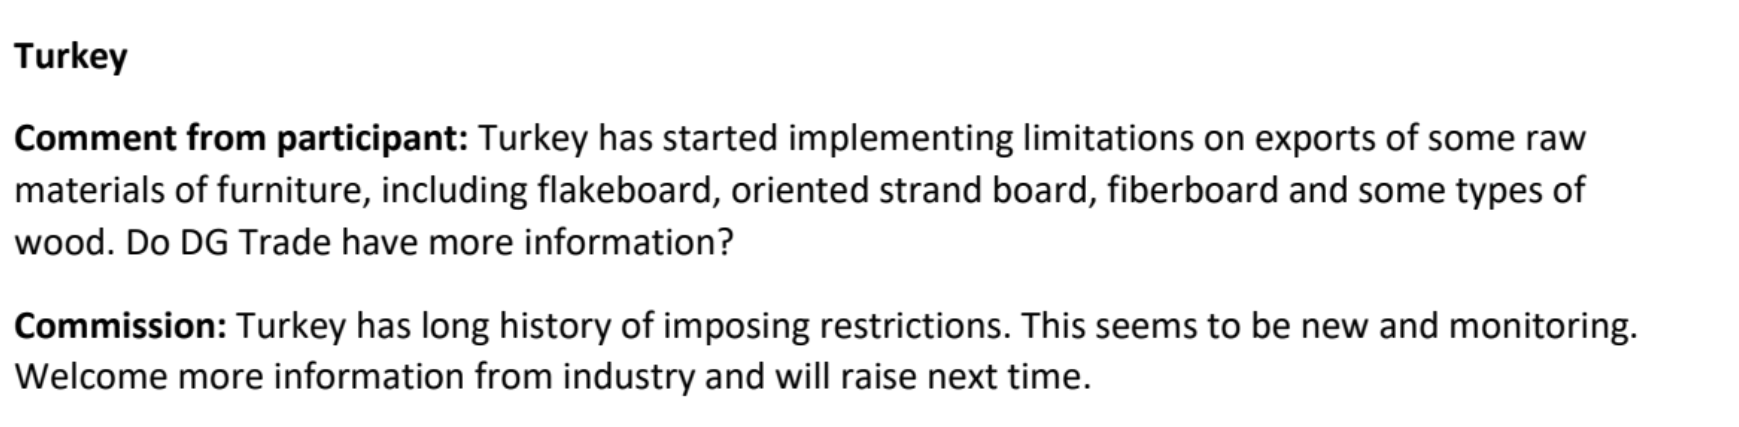 Turkey
Comment from participant: Turkey has started implementing limitations on exports of some raw
materials of furniture, including flakeboard, oriented strand board, fiberboard and some types of
wood. Do DG Trade have more information?
Commission: Turkey has long history of imposing restrictions. This seems to be new and monitoring.
Welcome more information from industry and will raise next time.